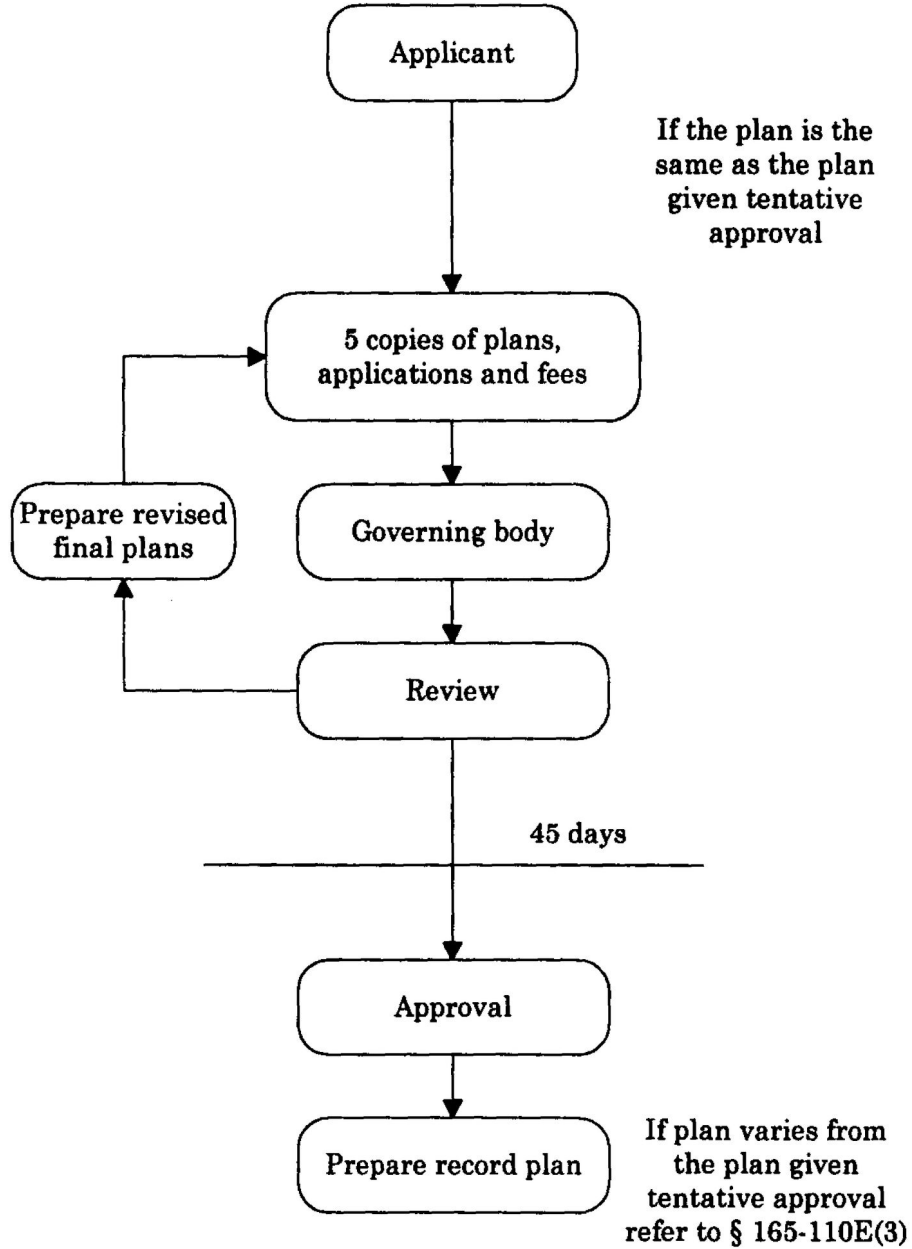 Applicant
If the plan is the
same as the plan
given tentative
approval
5 copies of plans,
applications and fees
Prepare revised
final plans
Governing body
Review
45 days
Approval
Prepare record plan
If plan varies from
the plan given
tentative approval
refer to § 165-110E(3)